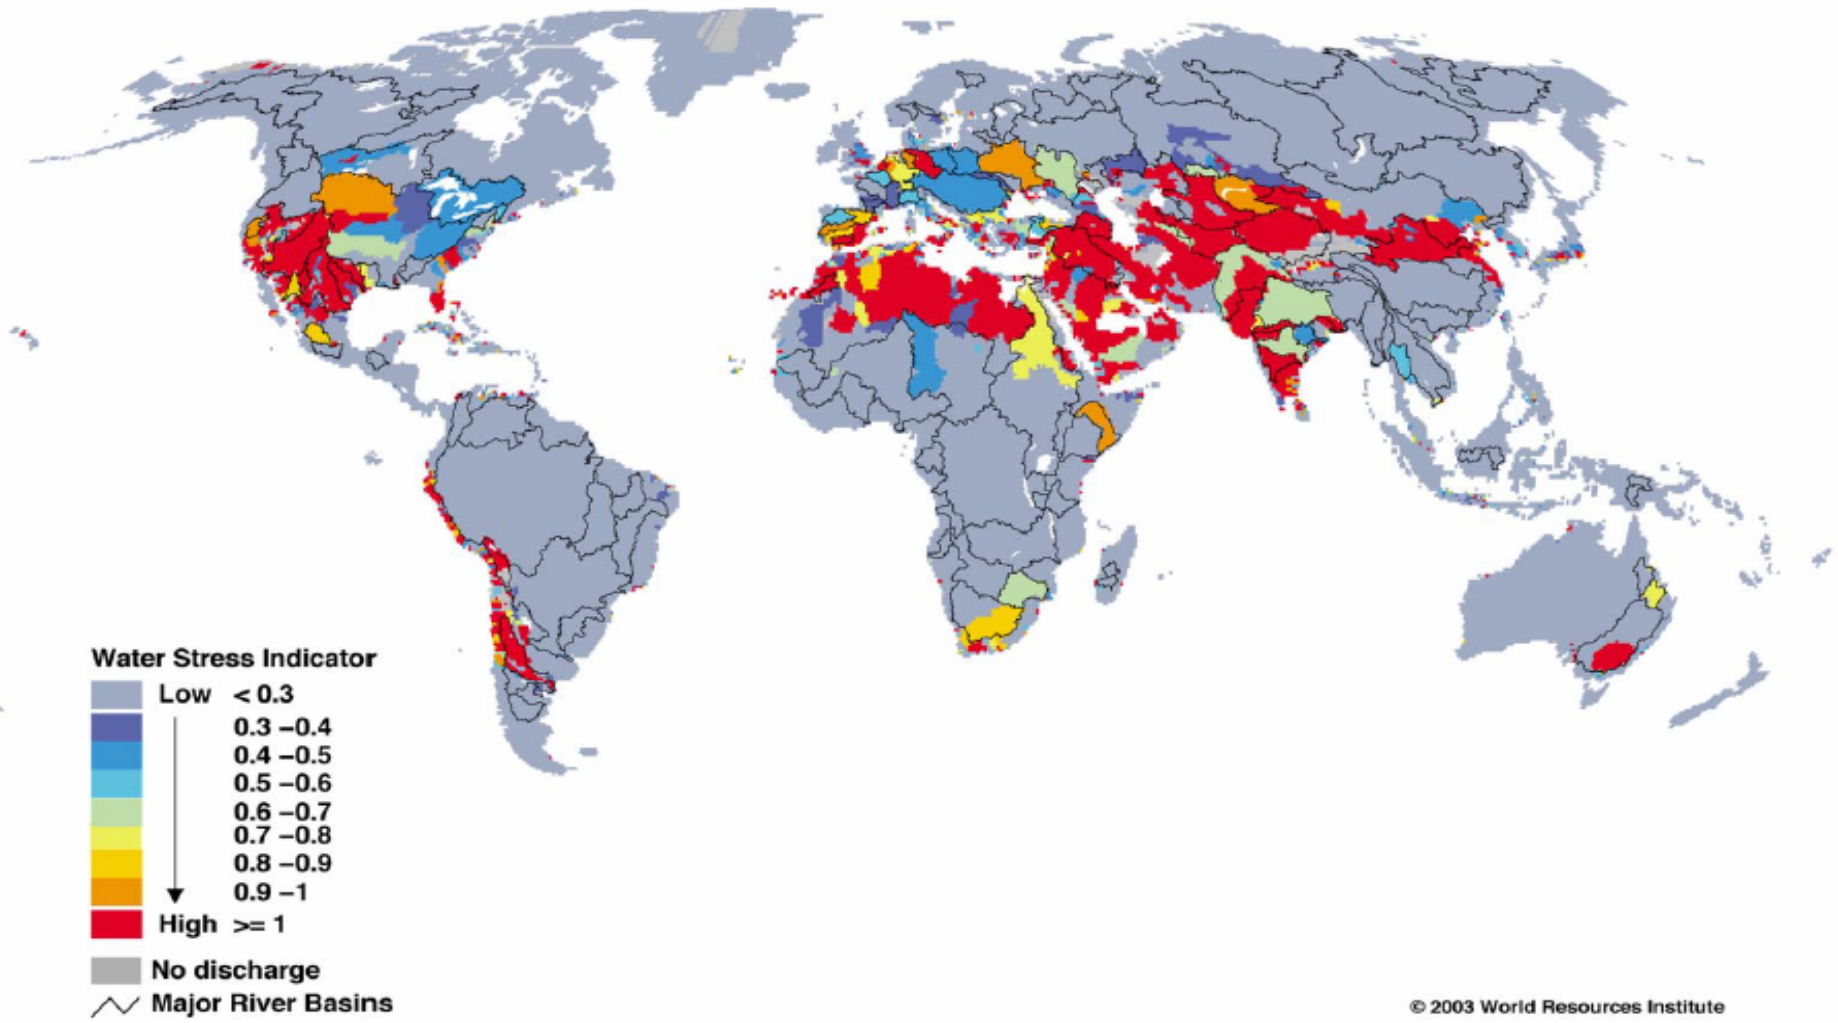 Water Stress Indicator
Low < 0.3
0.3 –0.4
0.4 –0.5
0.5 –0.6
0.6 –0.7
0.7 –0.8
0.8 –0.9
0.9 –1
High >= 1
No discharge
Major River Basins
© 2003 World Resources Institute